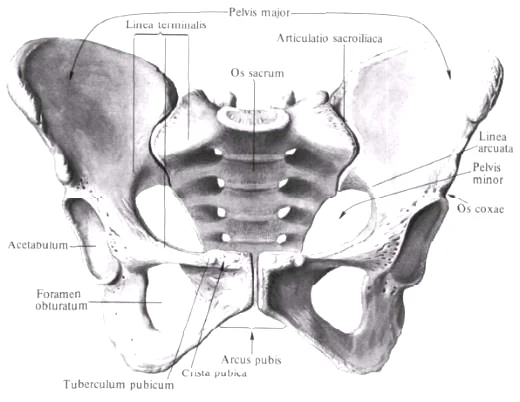 Pelvis major
Linea terminalis
Articulatio sacroiliaca
Os sacrum
Linea
arcuata
Pelvis
minor
Os coxae
Acetabulum
Foramen
obturatum
Arcus pubis
Crista pubica
Tuberculum pubicum